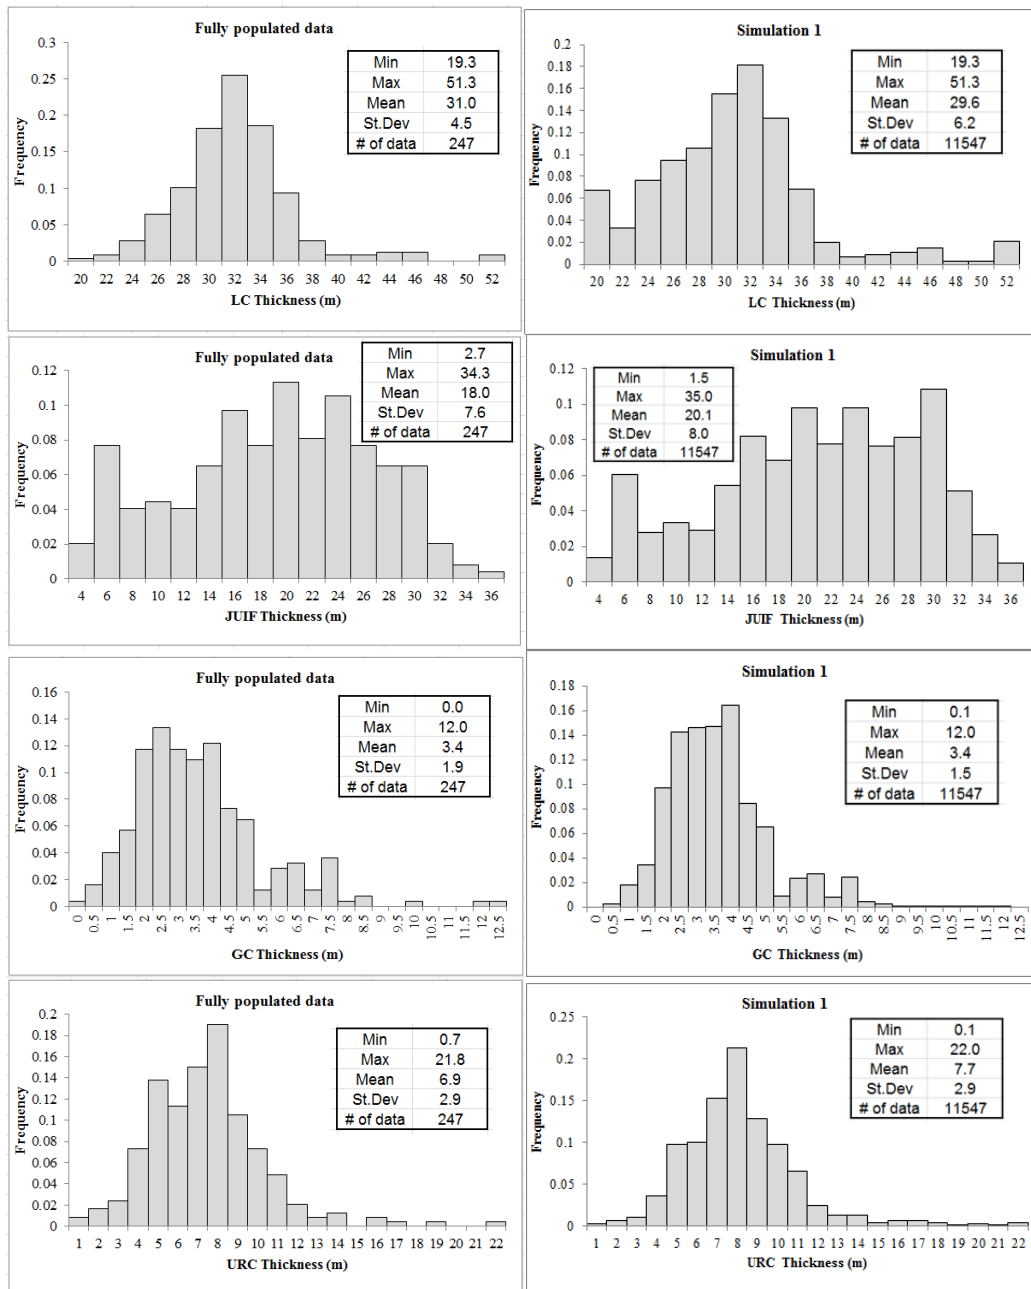 Fully populated data
Min 19.3
Max 51.3
Mean 31.0
St.Dev 4.5
# of data 247
Frequency
0.3
0.25
0.2
0.15
0.1
0.05
0
20 22 24 26 28 30 32 34 36 38 40 42 44 46 48 50 52
LC Thickness (m)
Simulation 1
Min 19.3
Max 51.3
Mean 29.6
St.Dev 6.2
# of data 11547
Frequency
0.2
0.18
0.16
0.14
0.12
0.1
0.08
0.06
0.04
0.02
0
20 22 24 26 28 30 32 34 36 38 40 42 44 46 48 50 52
LC Thickness (m)
Fully populated data
Min 2.7
Max 34.3
Mean 18.0
St.Dev 7.6
# of data 247
Frequency
0.12
0.1
0.08
0.06
0.04
0.02
0
4 6 8 10 12 14 16 18 20 22 24 26 28 30 32 34 36
JUIF Thickness (m)
Simulation 1
Min 1.5
Max 35.0
Mean 20.1
St.Dev 8.0
# of data 11547
Frequency
0.12
0.1
0.08
0.06
0.04
0.02
0
4 6 8 10 12 14 16 18 20 22 24 26 28 30 32 34 36
JUIF Thickness (m)
Fully populated data
Min 0.0
Max 12.0
Mean 3.4
St.Dev 1.9
# of data 247
Frequency
0.16
0.14
0.12
0.1
0.08
0.06
0.04
0.02
0
0 0.5 1 1.5 2 2.5 3 3.5 4 4.5 5 5.5 6 6.5 7 7.5 8 8.5 9 9.5 10 10.5 11 11.5 12 12.5
GC Thickness (m)
Simulation 1
Min 0.1
Max 12.0
Mean 3.4
St.Dev 1.5
# of data 11547
Frequency
0.18
0.16
0.14
0.12
0.1
0.08
0.06
0.04
0.02
0
0 0.5 1 1.5 2 2.5 3 3.5 4 4.5 5 5.5 6 6.5 7 7.5 8 8.5 9 9.5 10 10.5 11 11.5 12 12.5
GC Thickness (m)
Fully populated data
Min 0.7
Max 21.8
Mean 6.9
St.Dev 2.9
# of data 247
Frequency
0.2
0.18
0.16
0.14
0.12
0.1
0.08
0.06
0.04
0.02
0
1 2 3 4 5 6 7 8 9 10 11 12 13 14 15 16 17 18 19 20 21 22
URC Thickness (m)
Simulation 1
Min 0.1
Max 22.0
Mean 7.7
St.Dev 2.9
# of data 11547
Frequency
0.25
0.2
0.15
0.1
0.05
0
1 2 3 4 5 6 7 8 9 10 11 12 13 14 15 16 17 18 19 20 21 22
URC Thickness (m)